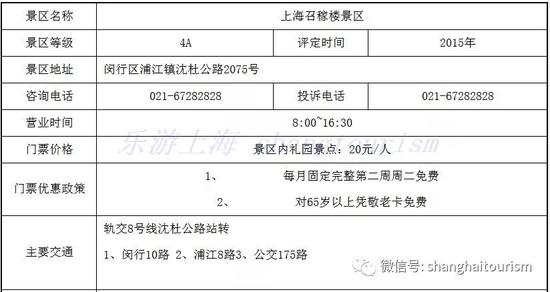 景区名称 上海召稼楼景区
景区等级 4A 评定时间 2015年
景区地址 闵行区浦江镇沈杜公路2075号
咨询电话 021-67282828 投诉电话 021-67282828
营业时间 8:00~16:30
乐游上海 shanghaitourism
门票价格 景区内礼园景点：20元/人
门票优惠政策
1、 每月固定完整第二周周二免费
2、 对65岁以上凭敬老卡免费
主要交通
轨交8号线沈杜公路站转
1、闵行10路 2、浦江8路3、公交175路
微信号: shanghaitourism